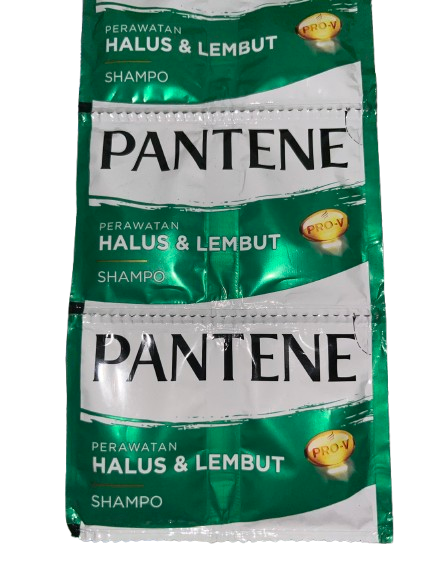 PERAWATAN
HALUS & LEMBUT
PRO-V
SHAMPO
PANTENE
PERAWATAN
HALUS & LEMBUT
PRO-V
SHAMPO
PANTENE
PERAWATAN
HALUS & LEMBUT
PRO-V
SHAMPO